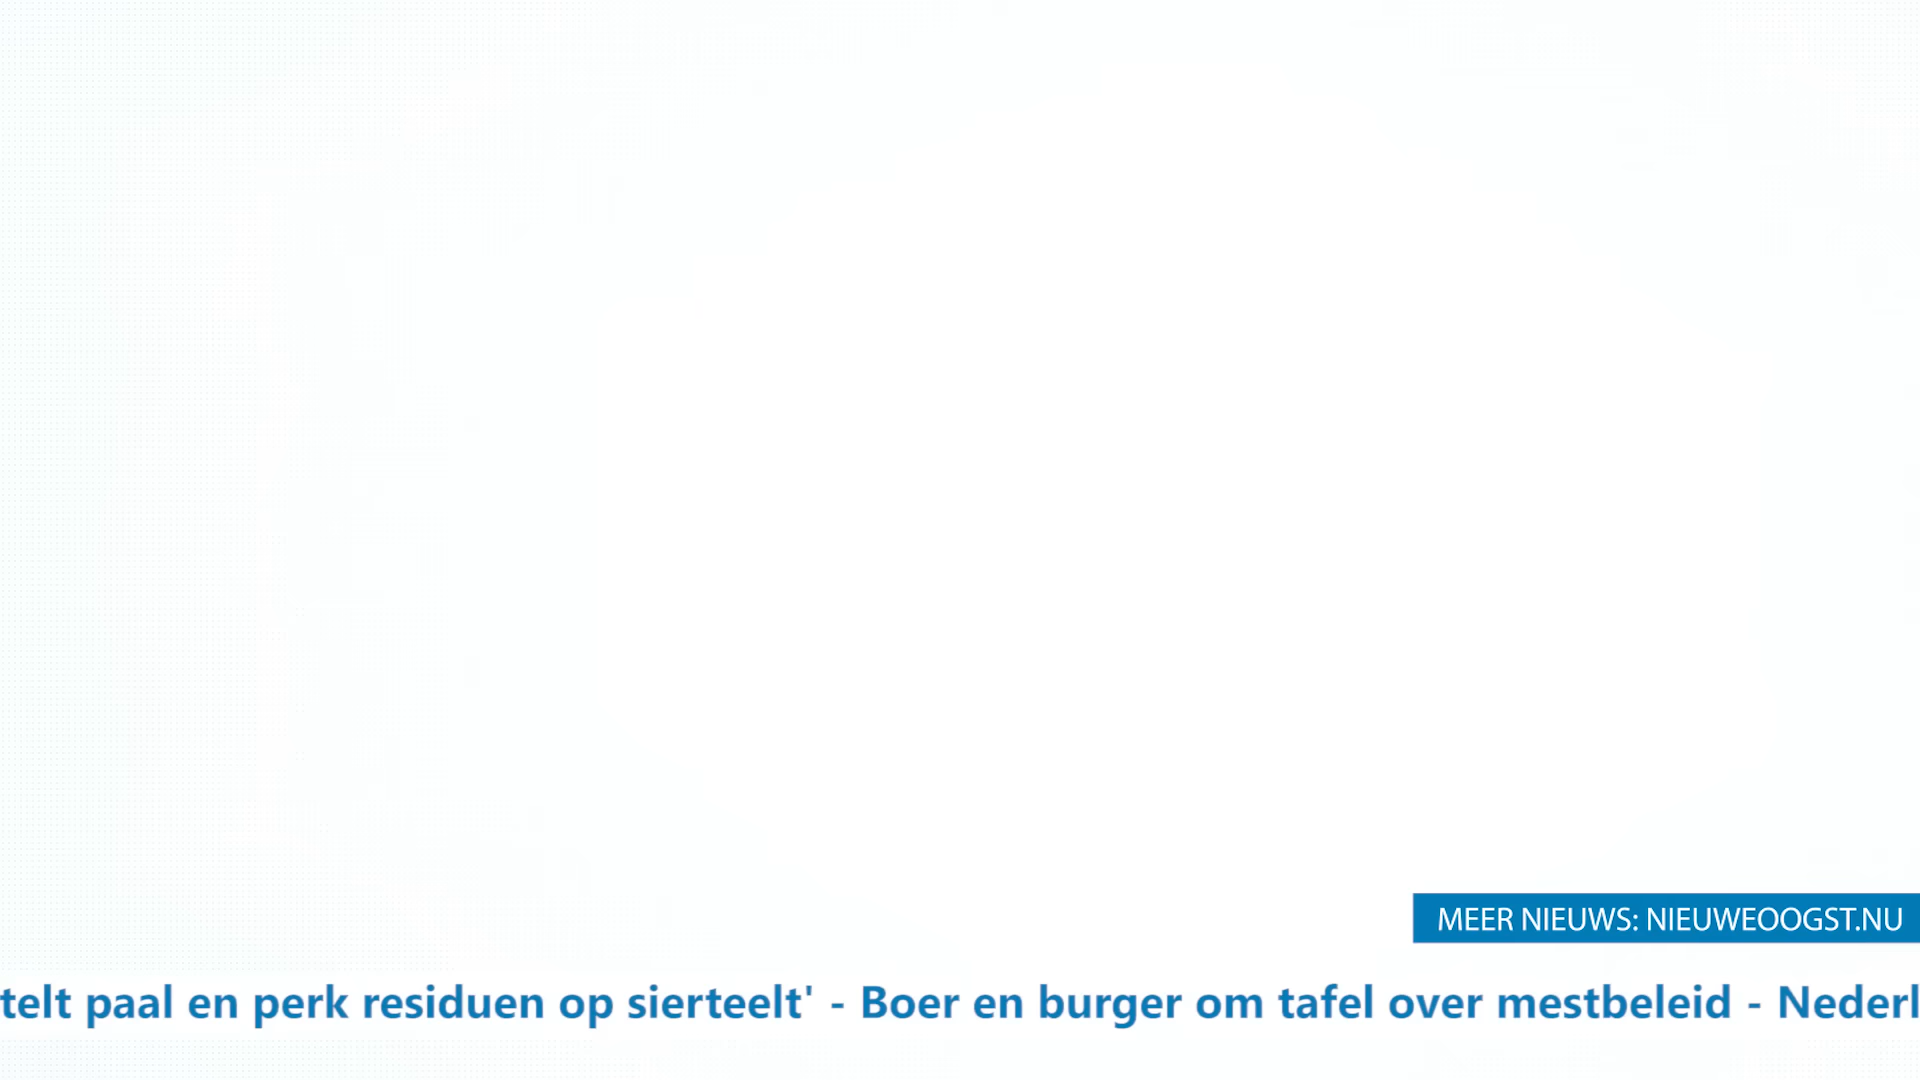 MEER NIEUWS: NIEUWEOOGST.NU
telt paal en perk residuen op sierteelt' - Boer en burger om tafel over mestbeleid - Nederl